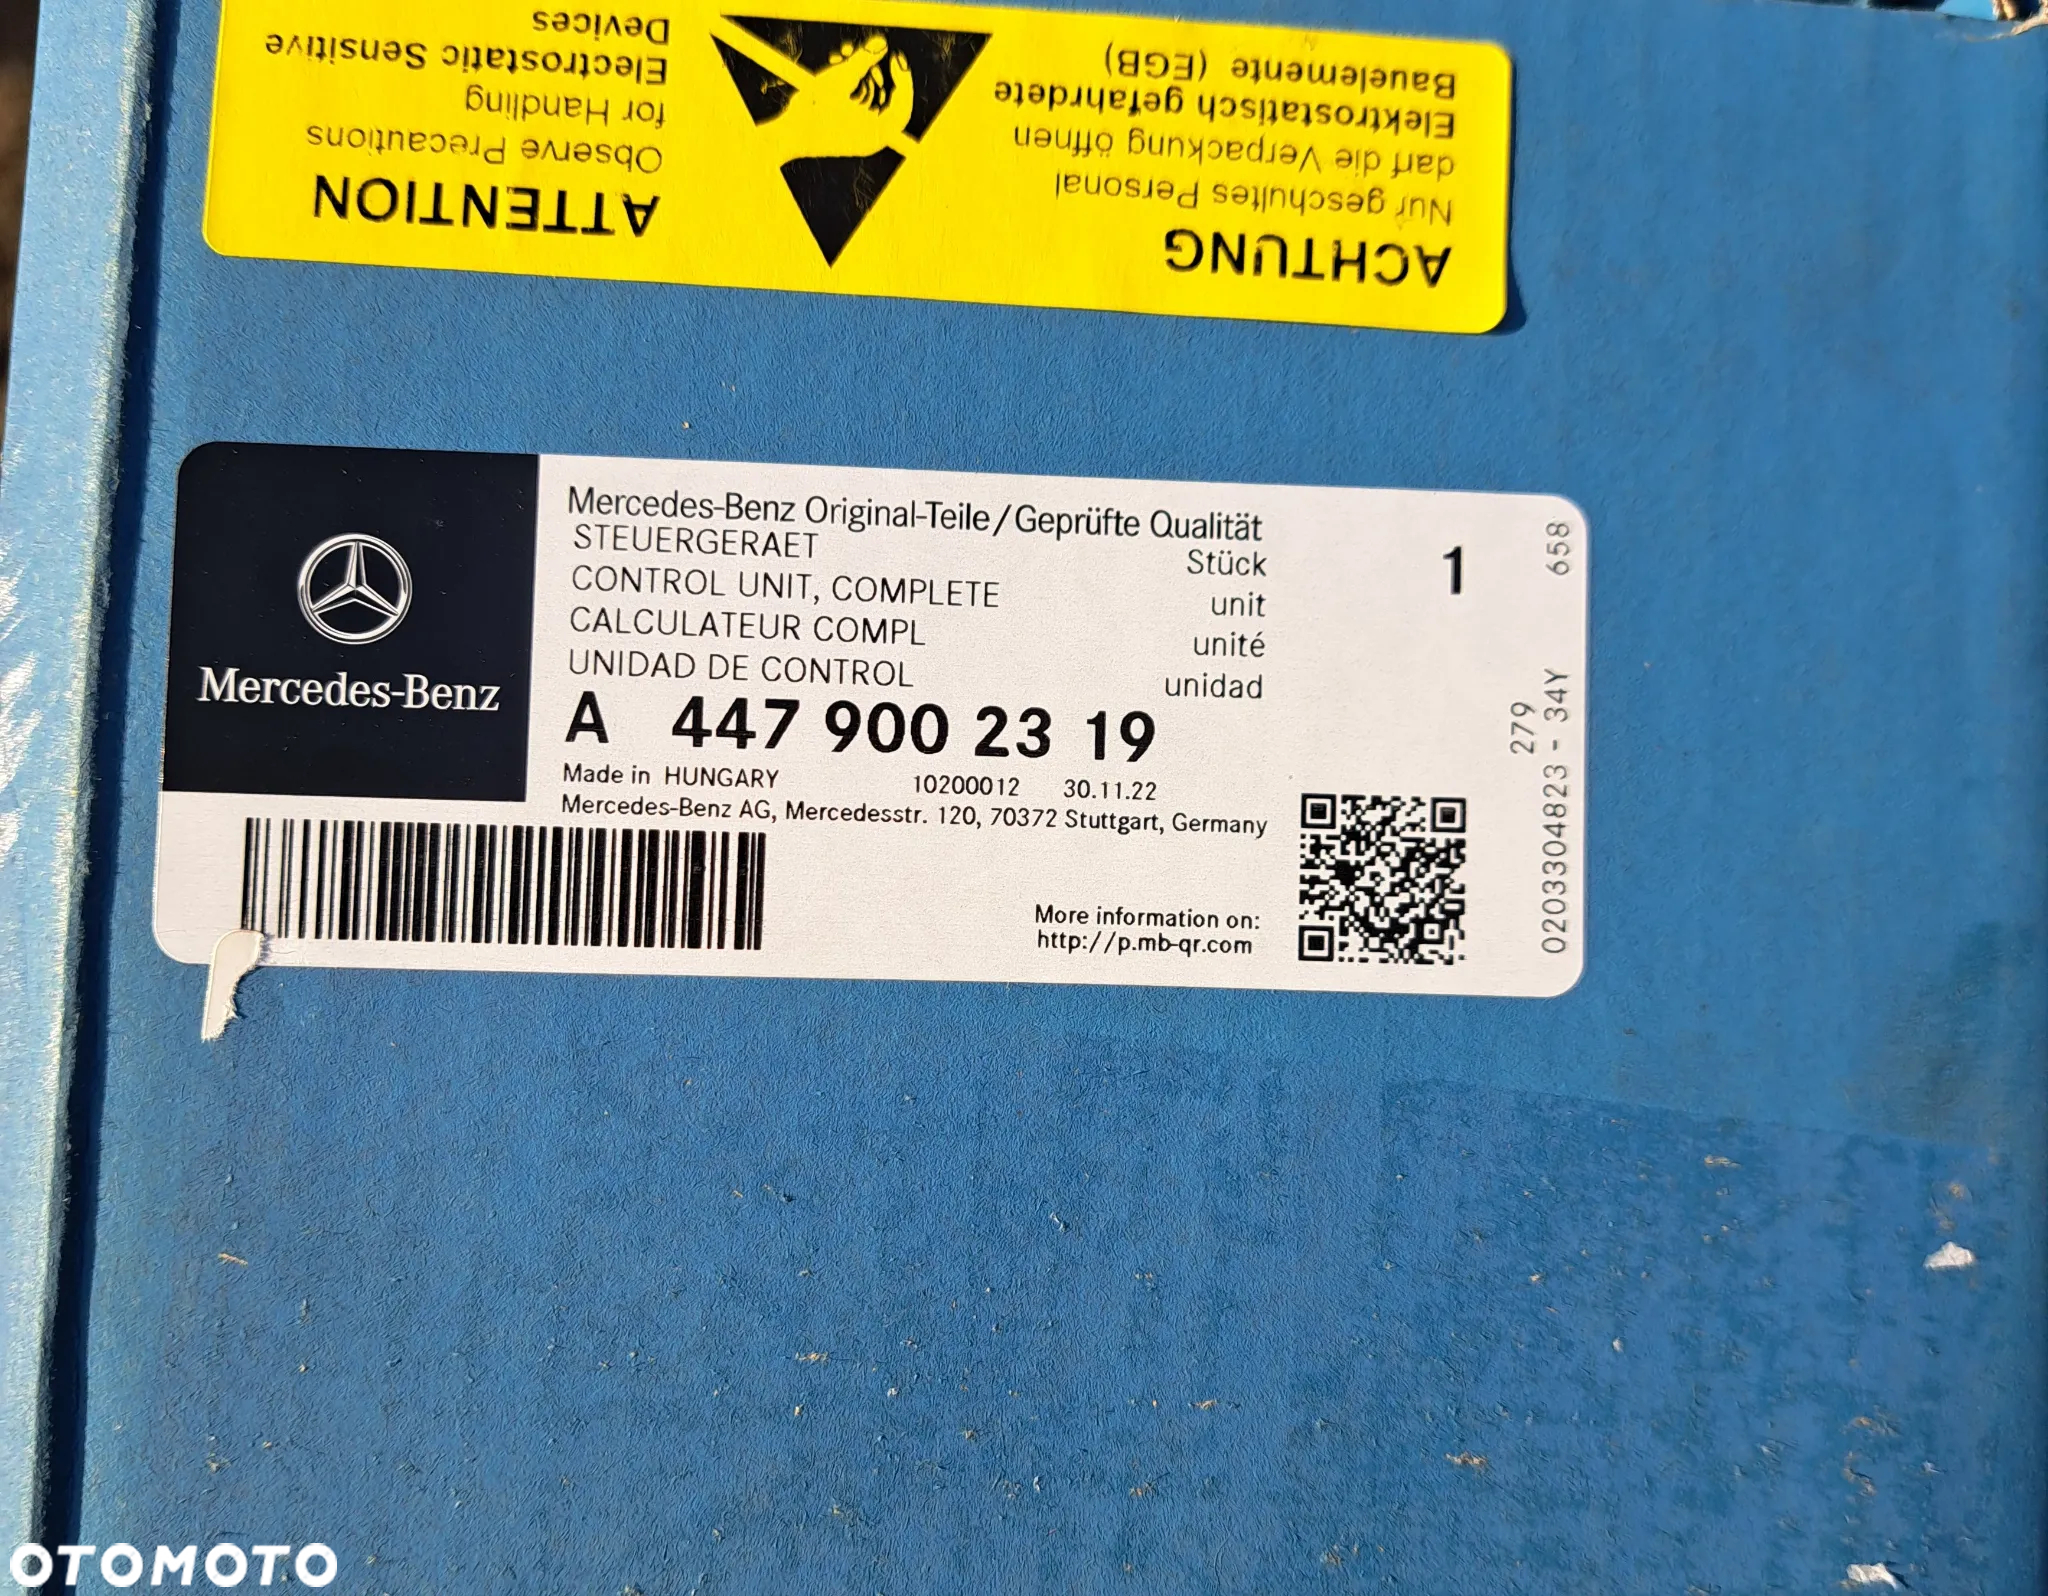 ACHTUNG
Nur geschultes Personal
darf die Verpackung öffnen
Elektrostatisch gefährdete
Bauelemente (EGB)
ATTENTION
Observe Precautions
for Handling
Electrostatic Sensitive
Devices
Mercedes-Benz
Mercedes-Benz Original-Teile/Geprüfte Qualität
STEUERGERAET Stück 1
CONTROL UNIT, COMPLETE unit
CALCULATEUR COMPL unité
UNIDAD DE CONTROL unidad
A 447 900 23 19
Made in HUNGARY 10200012 30.11.22
Mercedes-Benz AG, Mercedesstr. 120, 70372 Stuttgart, Germany
More information on:
http://p.mb-qr.com
279
0203304823 - 34Y 658
OTOMOTO